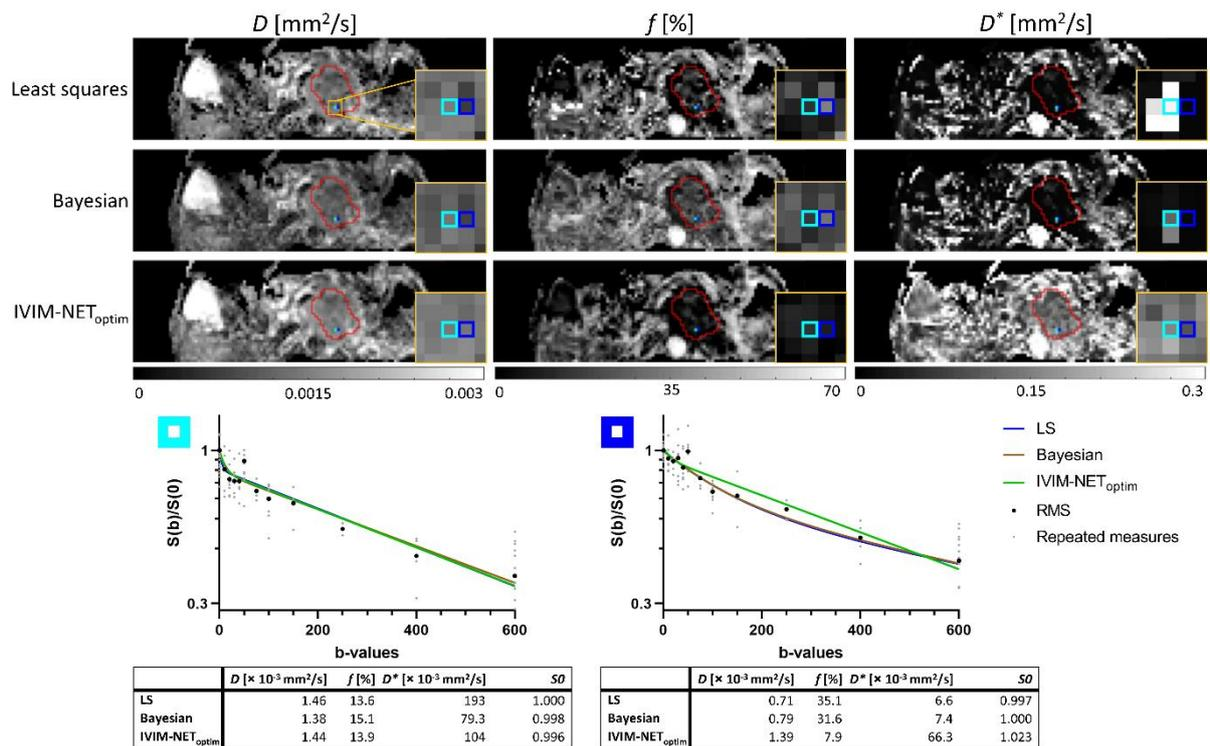 D [mm²/s] f [%] D* [mm²/s]
Least squares
Bayesian
IVIM-NEToptim
0 0.0015 0.003 0 35 70 0 0.15 0.3
S(b)/S(0)
1
0.3
0 200 400 600
b-values
S(b)/S(0)
1
0.3
0 200 400 600
b-values
LS
Bayesian
IVIM-NEToptim
RMS
Repeated measures
D [× 10⁻³ mm²/s] f [%] D* [× 10⁻³ mm²/s] S0
LS 1.46 13.6 193 1.000
Bayesian 1.38 15.1 79.3 0.998
IVIM-NEToptim 1.44 13.9 104 0.996
D [× 10⁻³ mm²/s] f [%] D* [× 10⁻³ mm²/s] S0
LS 0.71 35.1 6.6 0.997
Bayesian 0.79 31.6 7.4 1.000
IVIM-NEToptim 1.39 7.9 66.3 1.023